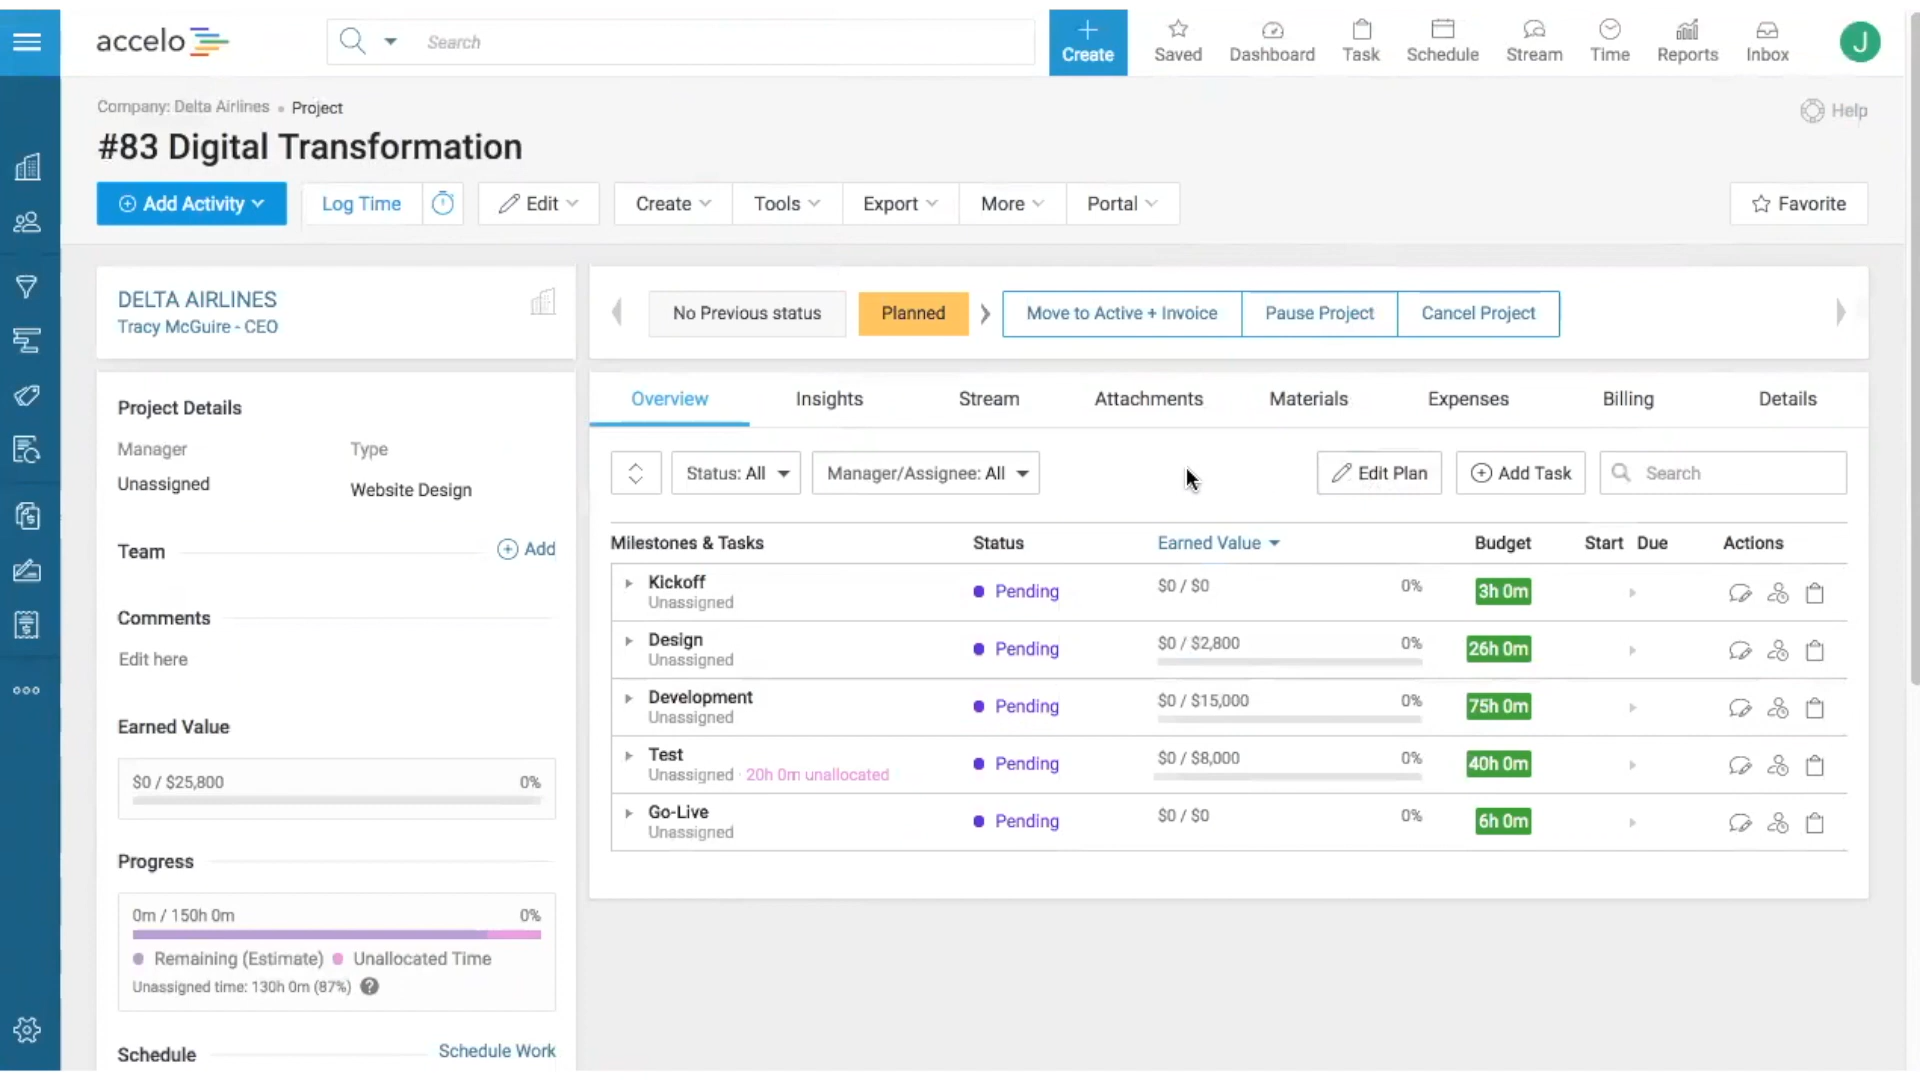 accelo
Search
Create
Saved
Dashboard
Task
Schedule
Stream
Time
Reports
Inbox
J
Company: Delta Airlines • Project
Help
#83 Digital Transformation
Add Activity
Log Time
Edit
Create
Tools
Export
More
Portal
Favorite
DELTA AIRLINES
Tracy McGuire - CEO
No Previous status
Planned
Move to Active + Invoice
Pause Project
Cancel Project
Project Details
Manager
Type
Unassigned
Website Design
Team
Add
Comments
Edit here
Earned Value
$0 / $25,800 0%
Progress
0m / 150h 0m 0%
Remaining (Estimate)
Unallocated Time
Unassigned time: 130h 0m (87%) ?
Schedule
Schedule Work
Overview
Insights
Stream
Attachments
Materials
Expenses
Billing
Details
Status: All
Manager/Assignee: All
Edit Plan
Add Task
Search
Milestones & Tasks Status Earned Value Budget Start Due Actions
Kickoff
Unassigned
Pending
$0 / $0 0%
3h 0m
Design
Unassigned
Pending
$0 / $2,800 0%
26h 0m
Development
Unassigned
Pending
$0 / $15,000 0%
75h 0m
Test
Unassigned · 20h 0m unallocated
Pending
$0 / $8,000 0%
40h 0m
Go-Live
Unassigned
Pending
$0 / $0 0%
6h 0m